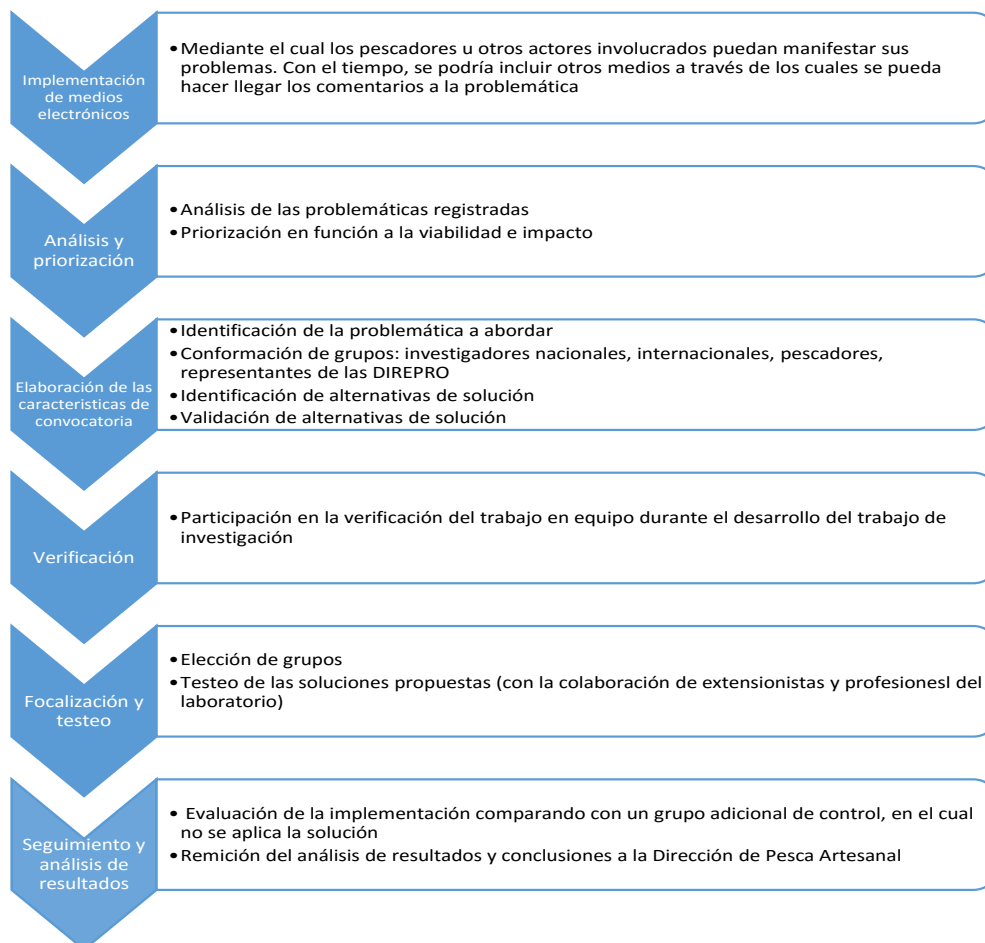 Implementación
de medios
electrónicos
•Mediante el cual los pescadores u otros actores involucrados puedan manifestar sus
problemas. Con el tiempo, se podría incluir otros medios a través de los cuales se pueda
hacer llegar los comentarios a la problemática
Análisis y
priorización
•Análisis de las problemáticas registradas
•Priorización en función a la viabilidad e impacto
Elaboración de las
caracteristicas de
convocatoria
•Identificación de la problemática a abordar
•Conformación de grupos: investigadores nacionales, internacionales, pescadores,
representantes de las DIREPRO
•Identificación de alternativas de solución
•Validación de alternativas de solución
Verificación
•Participación en la verificación del trabajo en equipo durante el desarrollo del trabajo de
investigación
Focalización y
testeo
•Elección de grupos
•Testeo de las soluciones propuestas (con la colaboración de extensionistas y profesionesl del
laboratorio)
Seguimiento y
análisis de
resultados
• Evaluación de la implementación comparando con un grupo adicional de control, en el cual
no se aplica la solución
•Remición del análisis de resultados y conclusiones a la Dirección de Pesca Artesanal